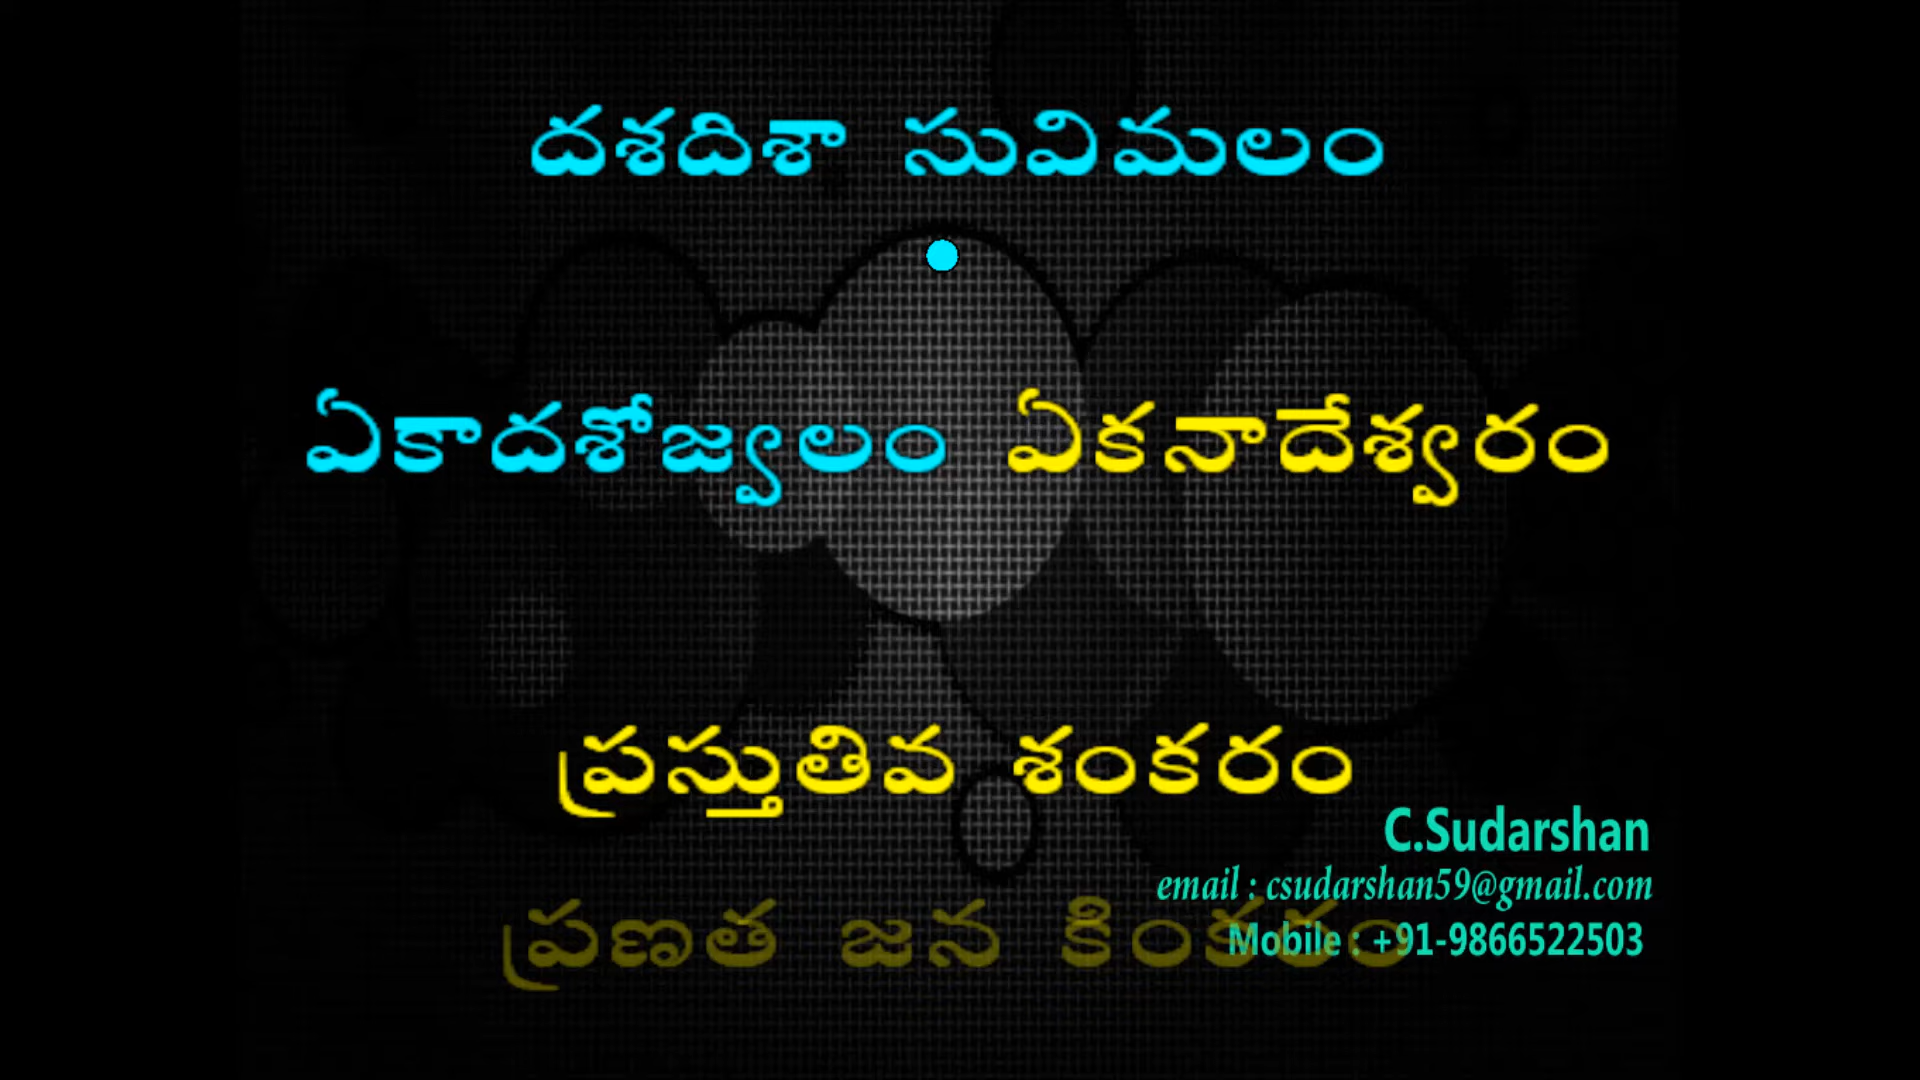 దశదిశా సువిమలం
ఏకాదశోజ్వలం ఏకనాదేశ్వరం
ప్రస్తుతివ శంకరం
C.Sudarshan
email : csudarshan59@gmail.com
ప్రణత జన కింకరం
Mobile : +91-9866522503